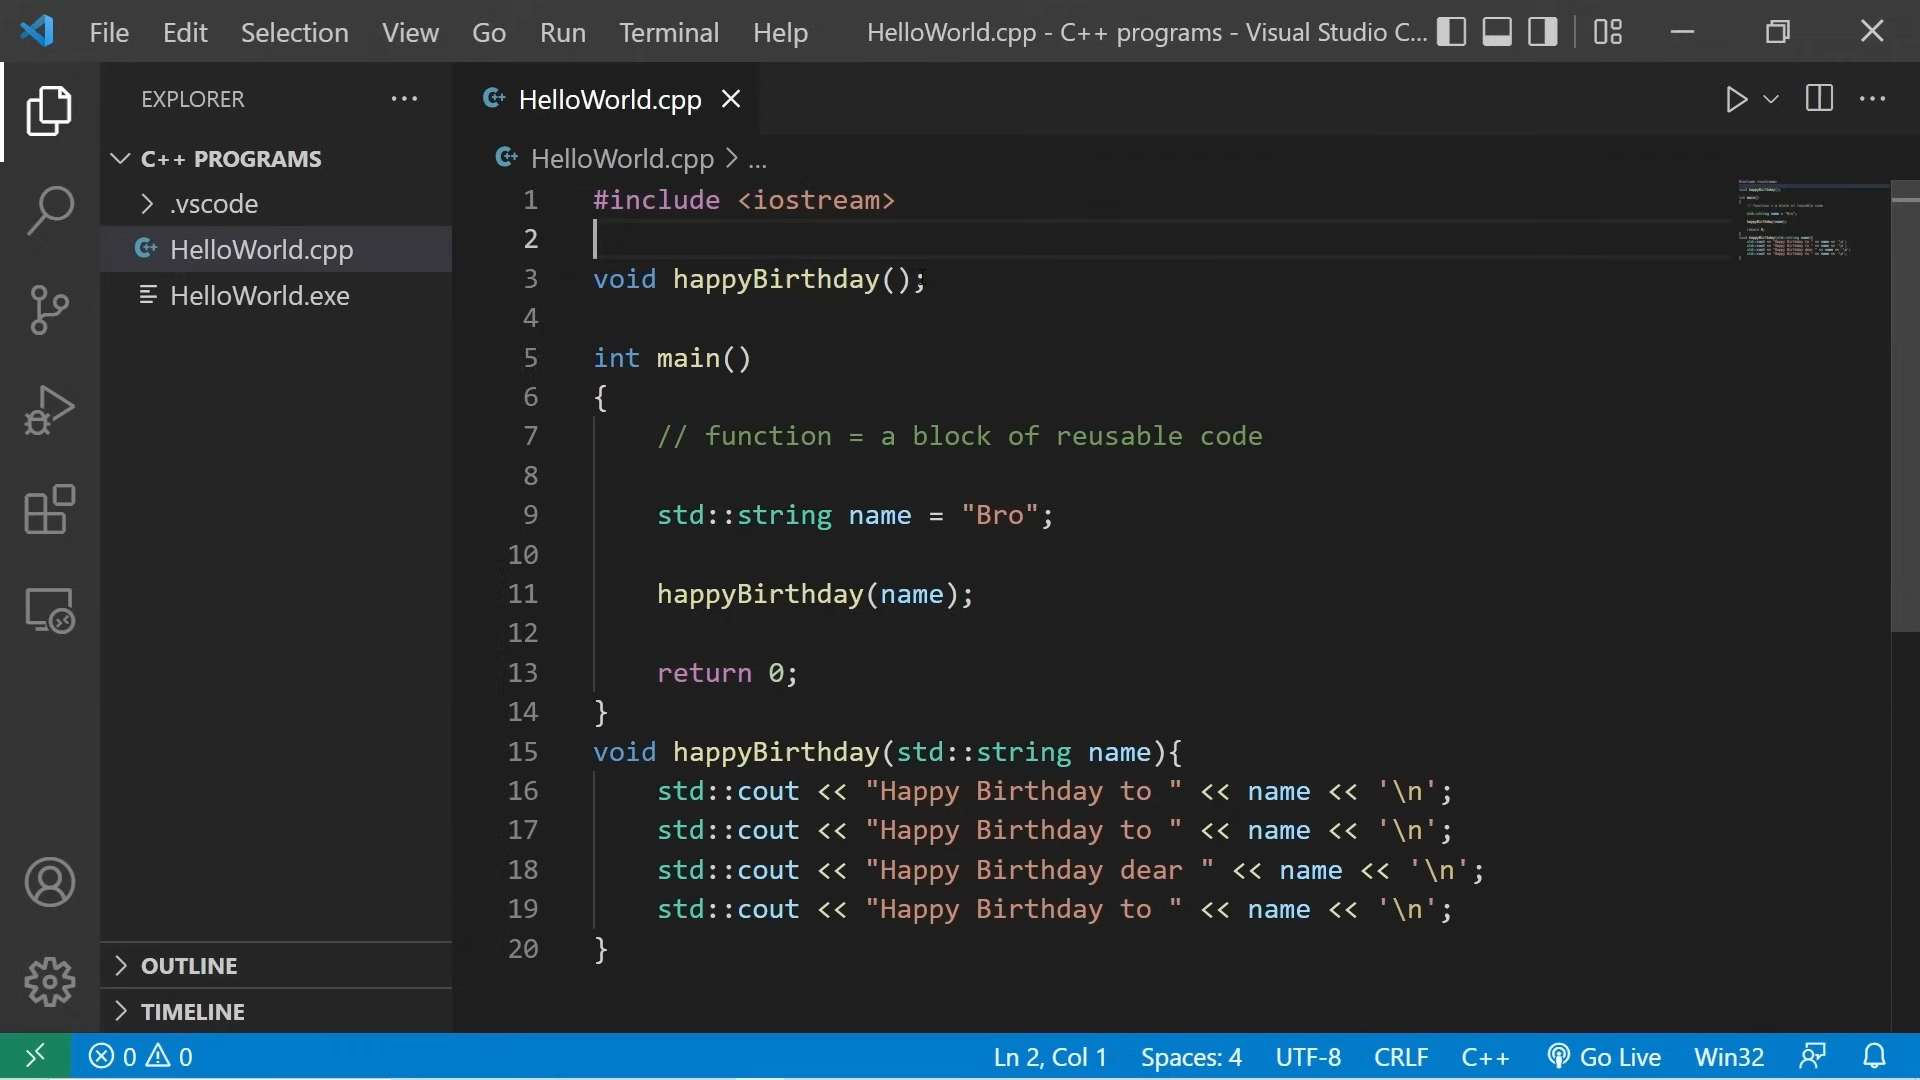 File Edit Selection View Go Run Terminal Help HelloWorld.cpp - C++ programs - Visual Studio C...
EXPLORER
C++ PROGRAMS
.vscode
HelloWorld.cpp
HelloWorld.exe
OUTLINE
TIMELINE
HelloWorld.cpp
HelloWorld.cpp > ...
1 #include <iostream>
2
3 void happyBirthday();
4
5 int main()
6 {
7 // function = a block of reusable code
8
9 std::string name = "Bro";
10
11 happyBirthday(name);
12
13 return 0;
14 }
15 void happyBirthday(std::string name){
16 std::cout << "Happy Birthday to " << name << '\n';
17 std::cout << "Happy Birthday to " << name << '\n';
18 std::cout << "Happy Birthday dear " << name << '\n';
19 std::cout << "Happy Birthday to " << name << '\n';
20 }
0 0 Ln 2, Col 1 Spaces: 4 UTF-8 CRLF C++ Go Live Win32